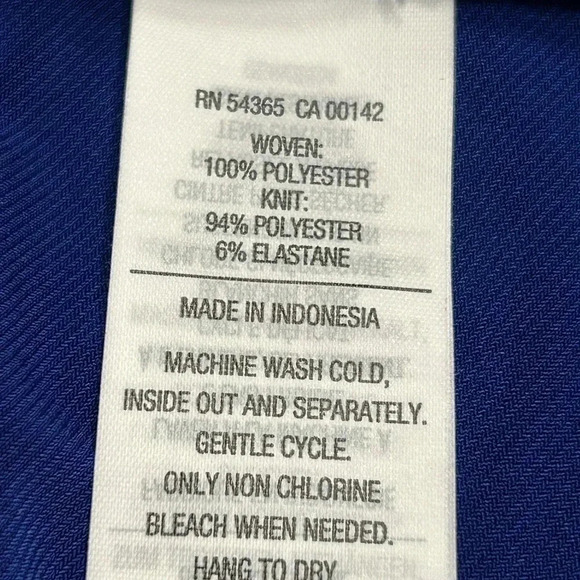 RN 54365 CA 00142
WOVEN:
100% POLYESTER
KNIT:
94% POLYESTER
6% ELASTANE
MADE IN INDONESIA
MACHINE WASH COLD,
INSIDE OUT AND SEPARATELY.
GENTLE CYCLE.
ONLY NON CHLORINE
BLEACH WHEN NEEDED.
HANG TO DRY